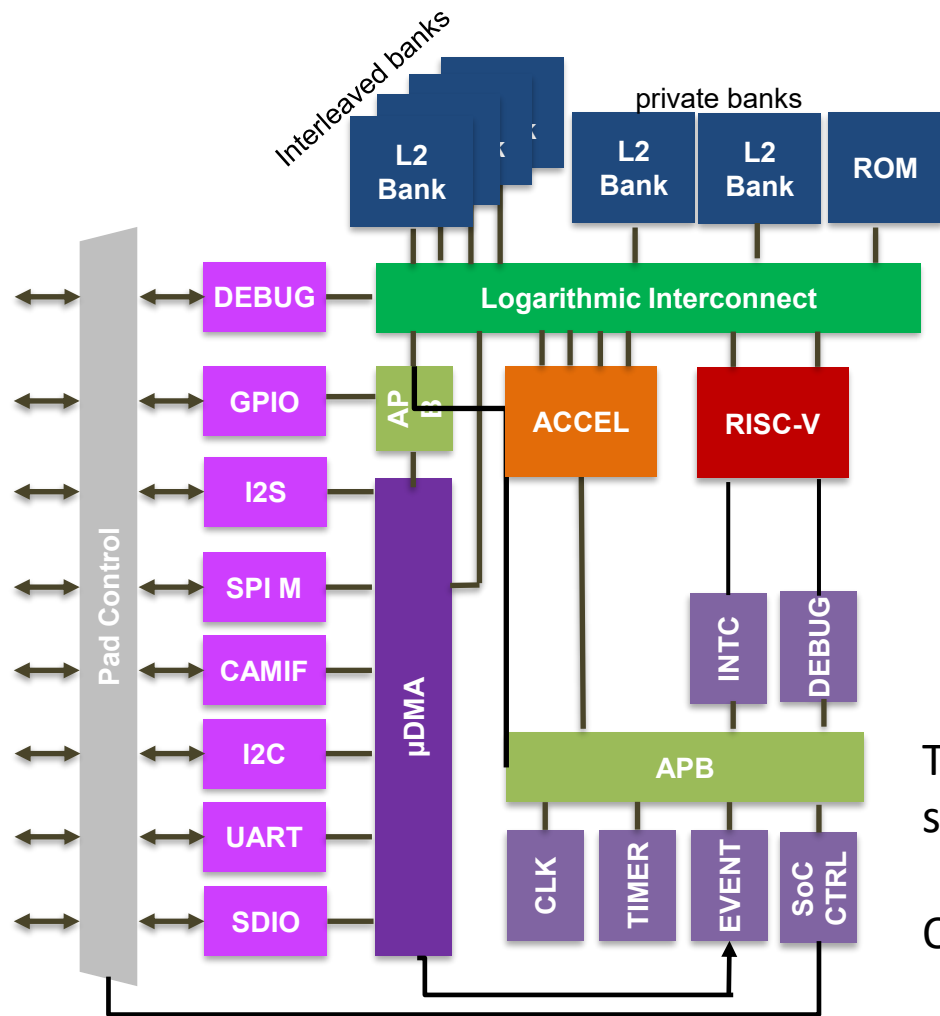 Interleaved banks
private banks
L2
Bank
k
k
k
L2
Bank
L2
Bank
ROM
DEBUG
Logarithmic Interconnect
GPIO
AP
B
ACCEL
RISC-V
I2S
Pad Control
SPI M
INTC
DEBUG
CAMIF
µDMA
I2C
APB
T
s
UART
CLK
TIMER
EVENT
SoC
CTRL
SDIO
C